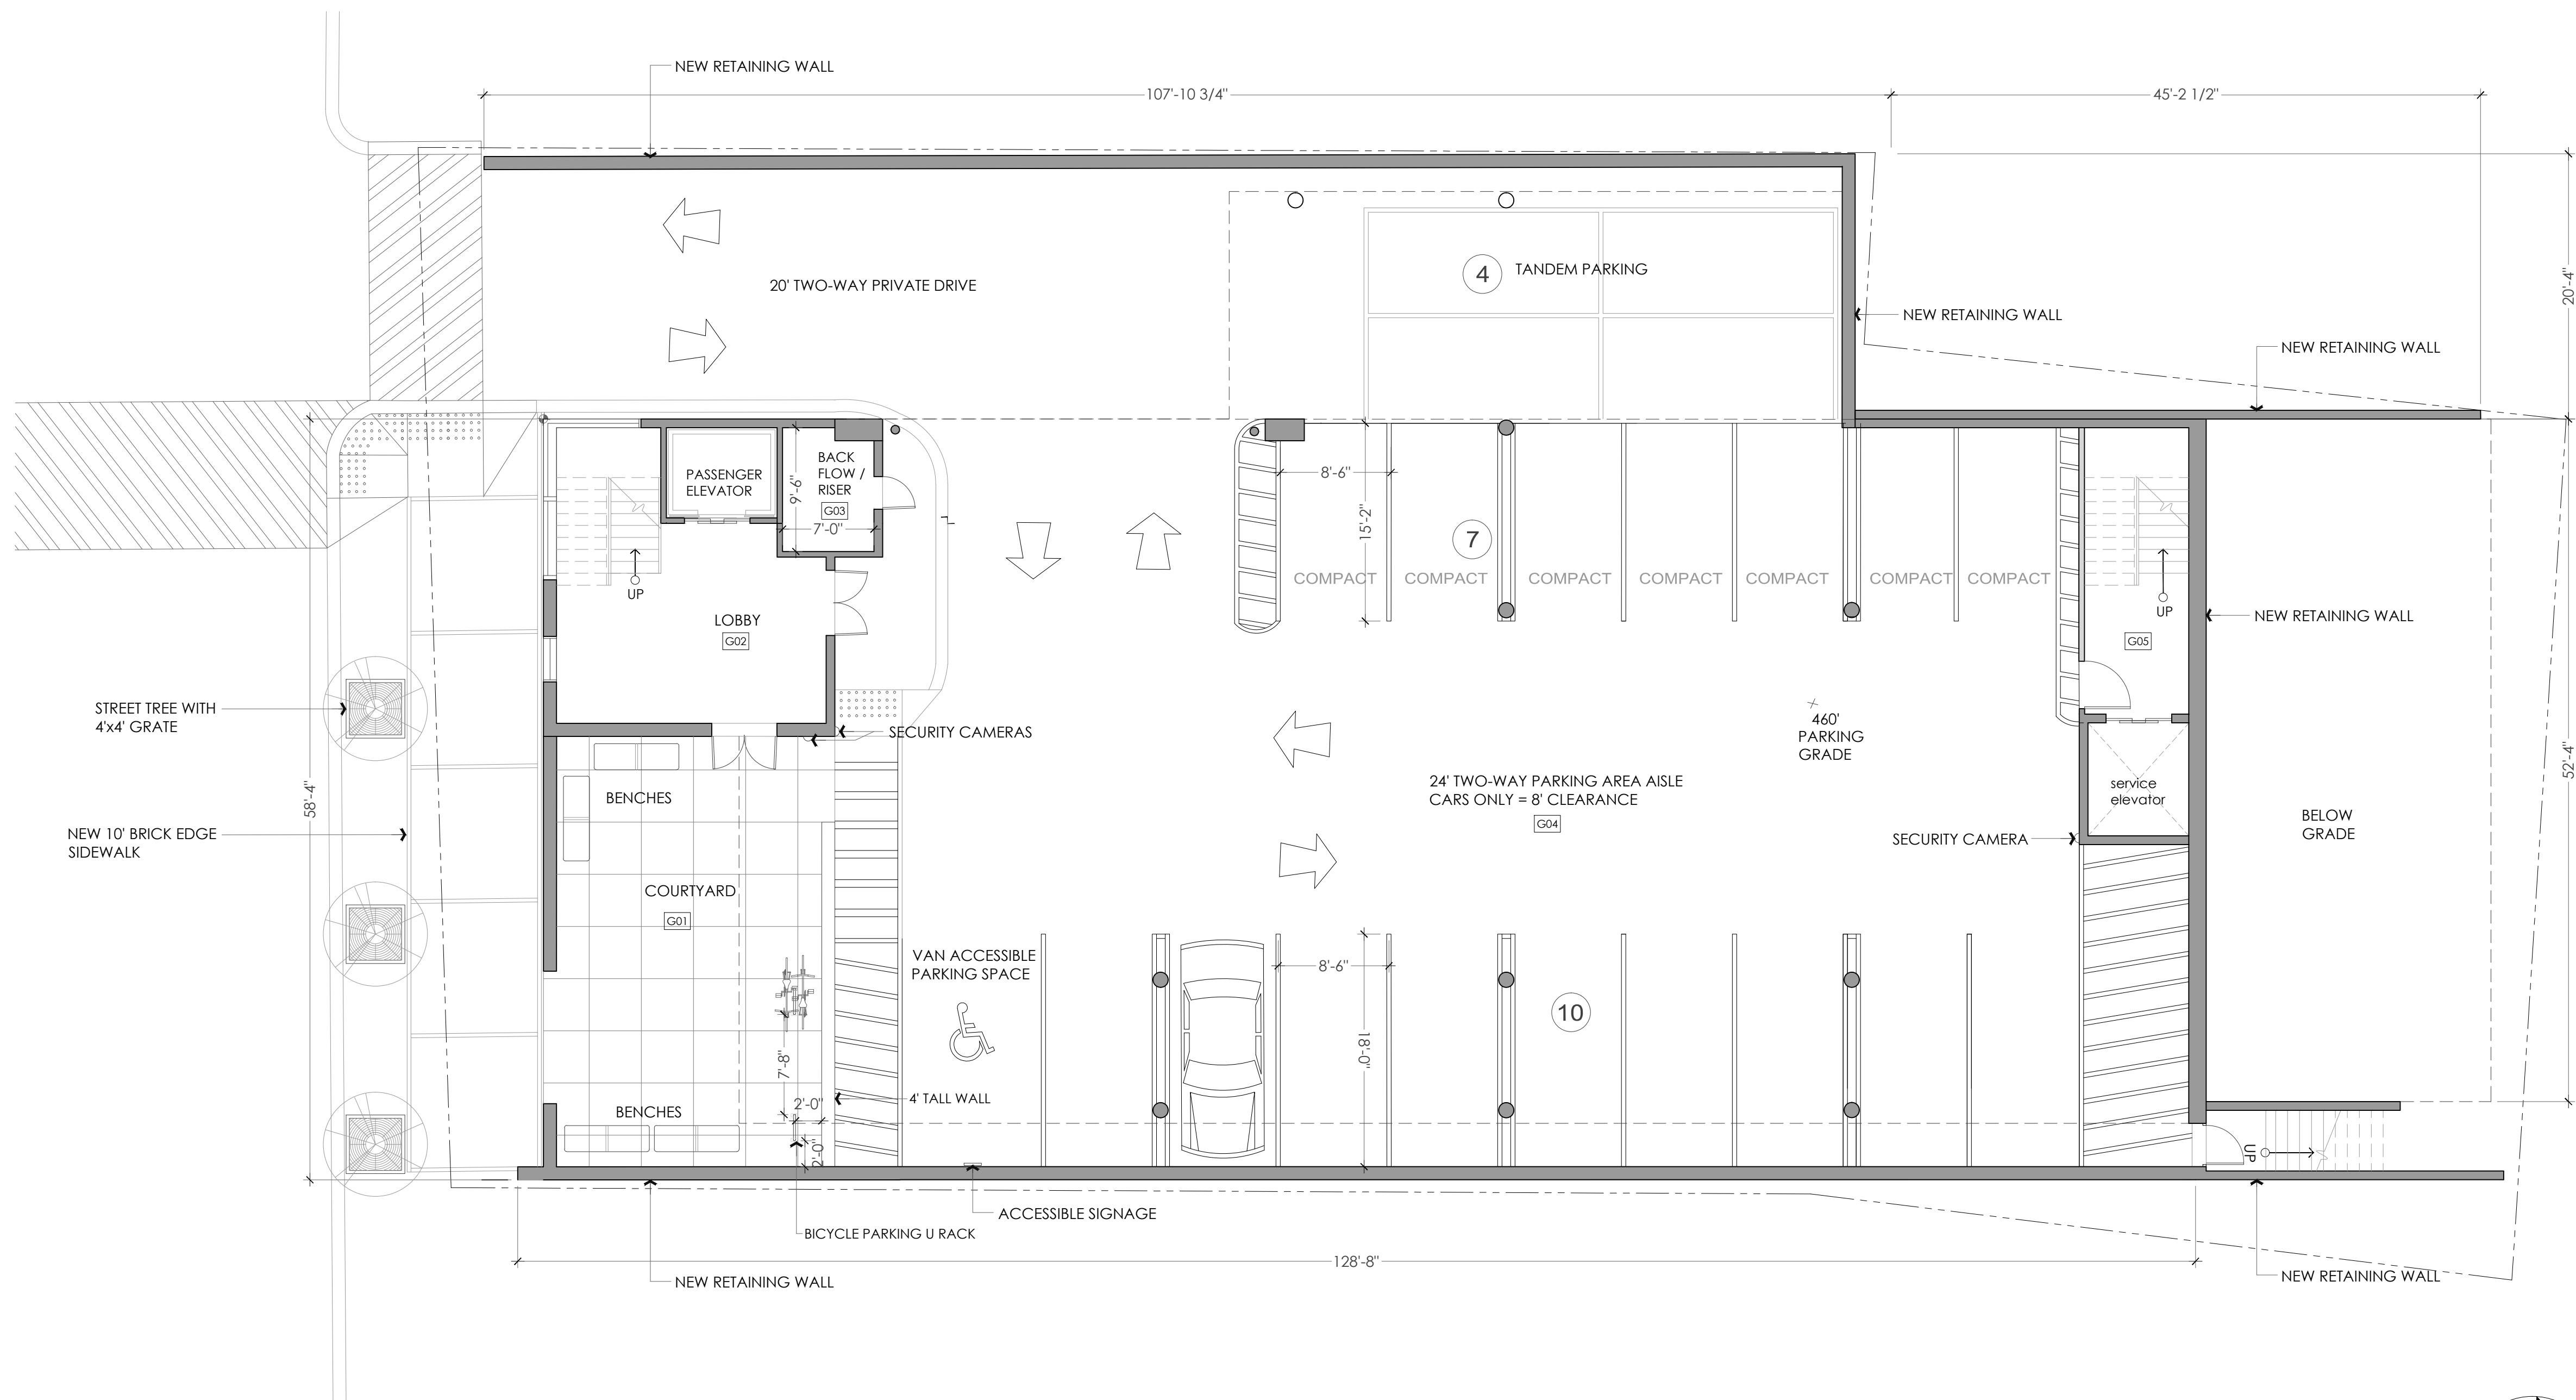 NEW RETAINING WALL
107'-10 3/4"
45'-2 1/2"
20'-4"
4
TANDEM PARKING
20' TWO-WAY PRIVATE DRIVE
NEW RETAINING WALL
NEW RETAINING WALL
PASSENGER
ELEVATOR
BACK
FLOW /
RISER
G03
9'-6"
7'-0"
8'-6"
15'-2"
7
COMPACT
COMPACT
COMPACT
COMPACT
COMPACT
COMPACT
COMPACT
UP
UP
LOBBY
G02
G05
NEW RETAINING WALL
STREET TREE WITH
4'x4' GRATE
SECURITY CAMERAS
460'
PARKING
GRADE
52'-4"
58'-4"
BENCHES
24' TWO-WAY PARKING AREA AISLE
CARS ONLY = 8' CLEARANCE
G04
service
elevator
BELOW
GRADE
NEW 10' BRICK EDGE
SIDEWALK
SECURITY CAMERA
COURTYARD
G01
VAN ACCESSIBLE
PARKING SPACE
8'-6"
10
18'-0"
7'-8"
4' TALL WALL
2'-0"
BENCHES
2'-0"
UP
ACCESSIBLE SIGNAGE
BICYCLE PARKING U RACK
128'-8"
NEW RETAINING WALL
NEW RETAINING WALL